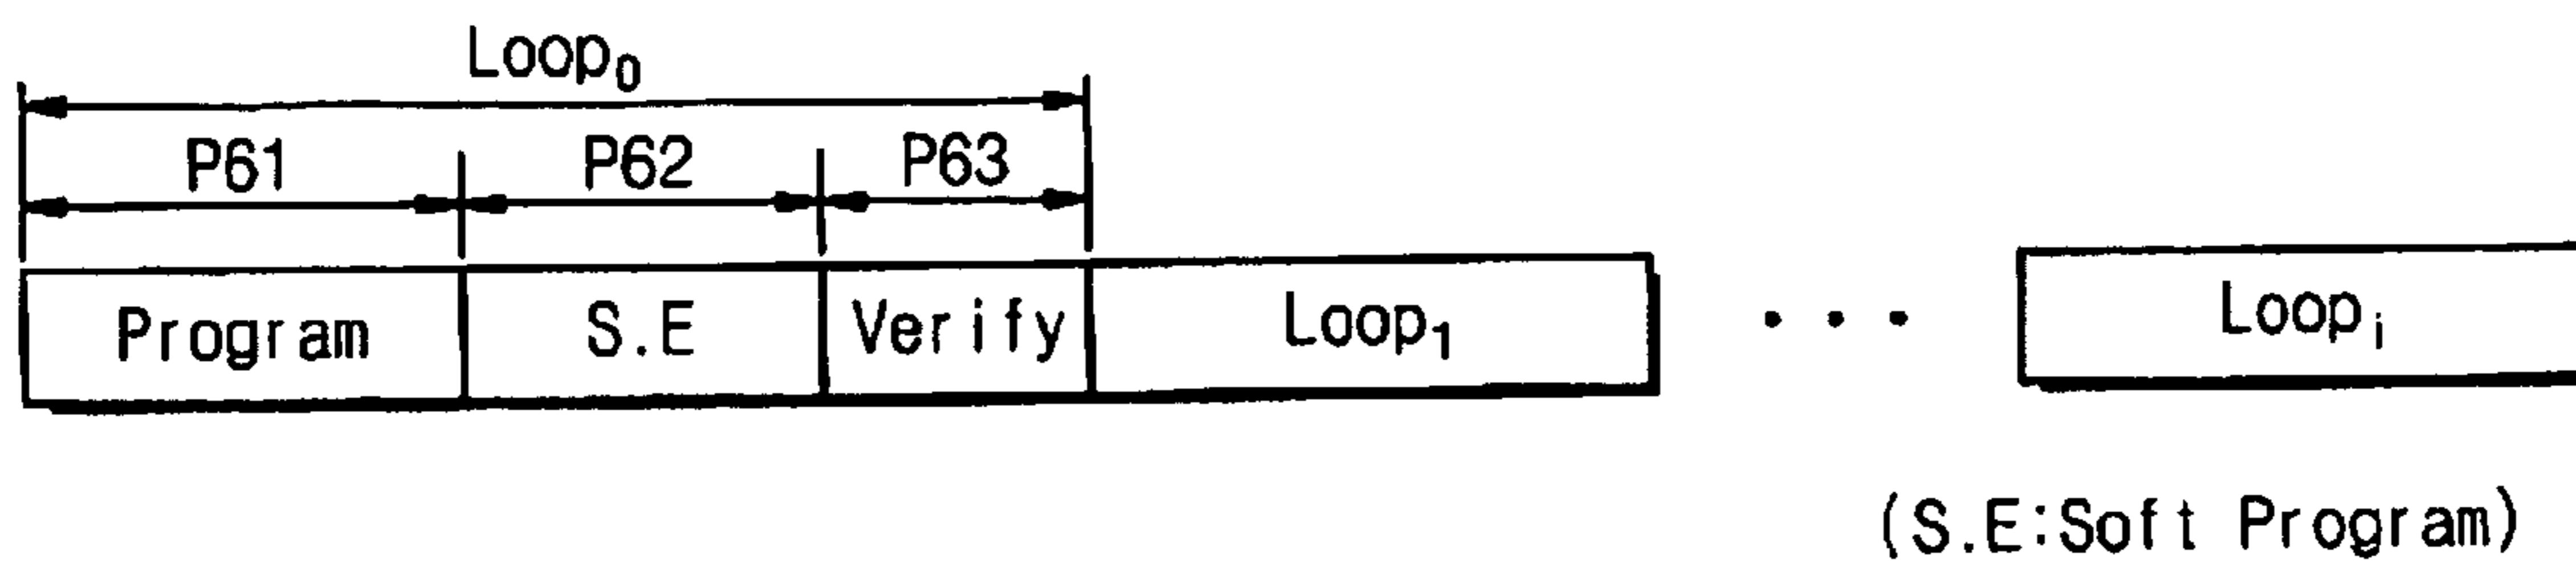 Loop₀
P61 P62 P63
Program S.E Verify Loop₁ • • • Loopᵢ
(S.E:Soft Program)